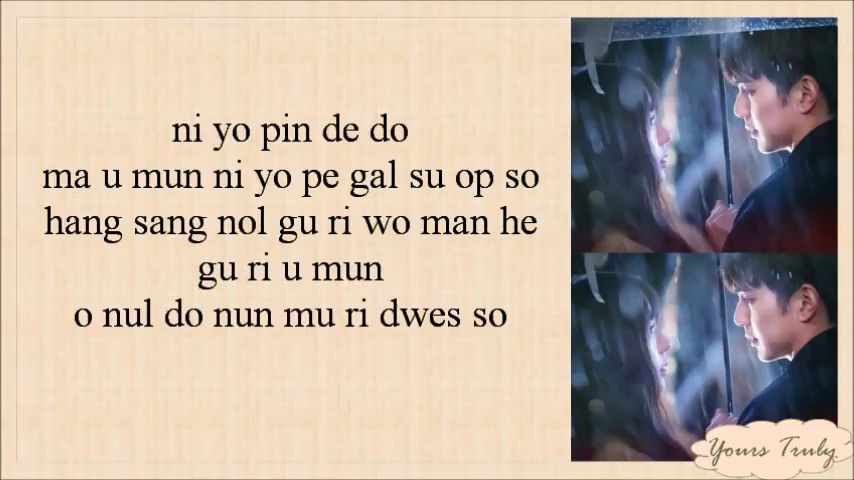 ni yo pin de do
ma u mun ni yo pe gal su op so
hang sang nol gu ri wo man he
gu ri u mun
o nul do nun mu ri dwes so
Yours Truly